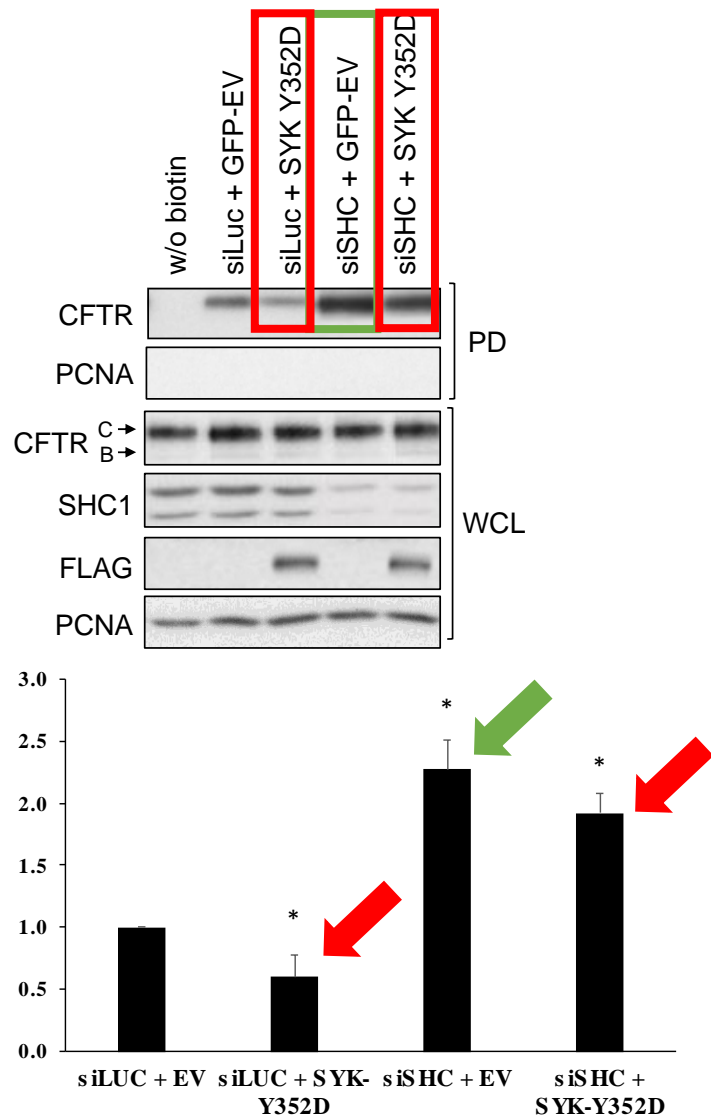 w/o biotin
siLuc + GFP-EV
siLuc + SYK Y352D
siSHC + GFP-EV
siSHC + SYK Y352D
CFTR
PCNA
PD
CFTR
C
B
SHC1
FLAG
PCNA
WCL
3.0
2.5
2.0
1.5
1.0
0.5
0.0
*
*
*
siLUC + EV
siLUC + SYK-
Y352D
siSHC + EV
siSHC +
SYK-Y352D